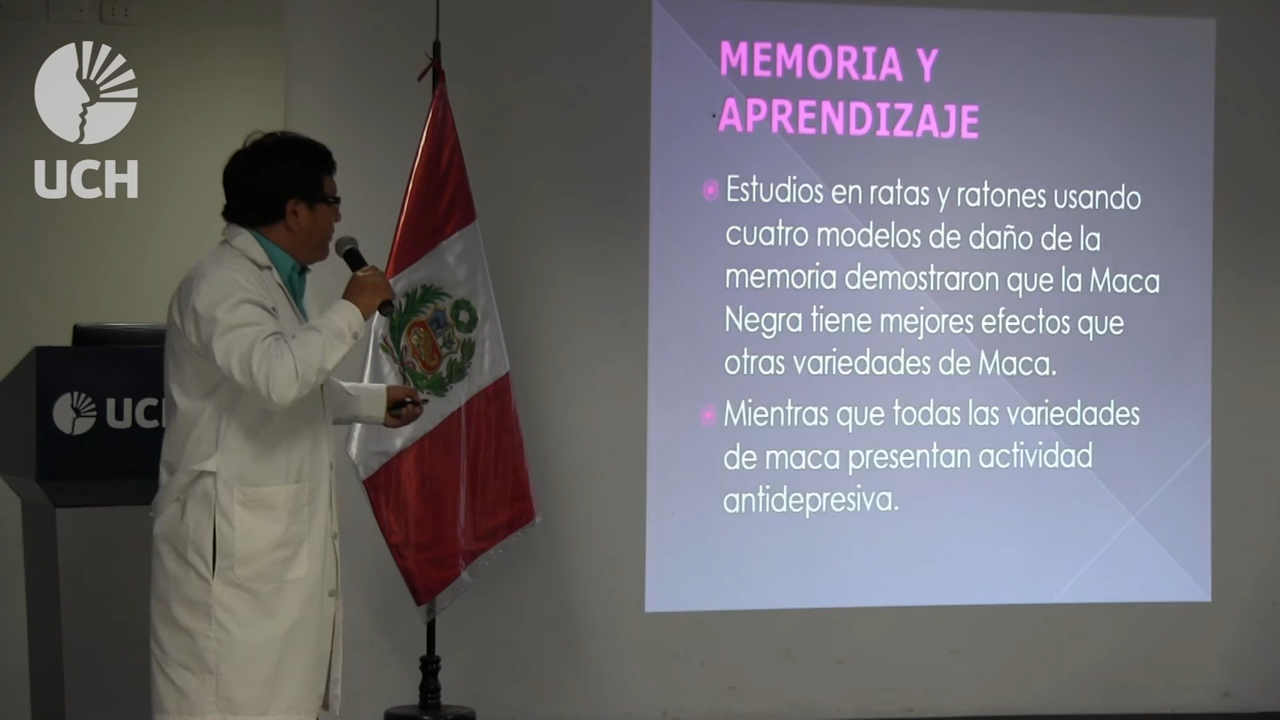 UCH
UCH
MEMORIA Y
APRENDIZAJE
Estudios en ratas y ratones usando
cuatro modelos de daño de la
memoria demostraron que la Maca
Negra tiene mejores efectos que
otras variedades de Maca.
Mientras que todas las variedades
de maca presentan actividad
antidepresiva.